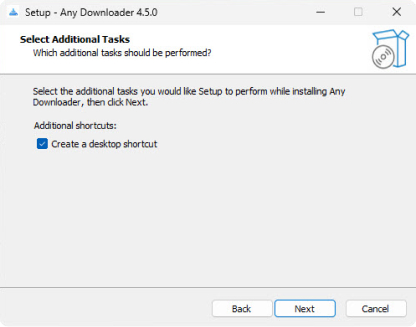 Setup - Any Downloader 4.5.0
Select Additional Tasks
Which additional tasks should be performed?
Select the additional tasks you would like Setup to perform while installing Any
Downloader, then click Next.
Additional shortcuts:
Create a desktop shortcut
Back
Next
Cancel